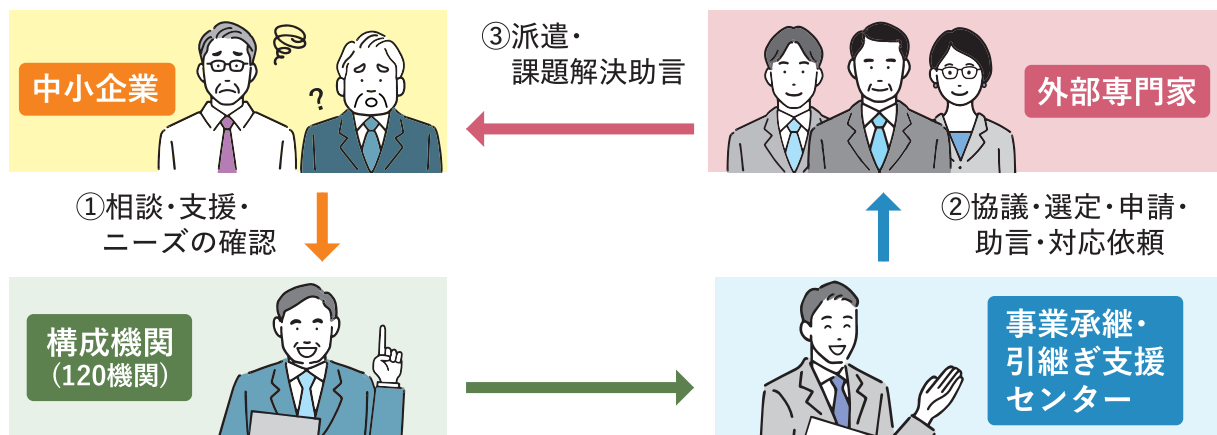 中小企業
?
③派遣・
課題解決助言
外部専門家
①相談・支援・
ニーズの確認
②協議・選定・申請・
助言・対応依頼
構成機関
（120機関）
事業承継・
引継ぎ支援
センター